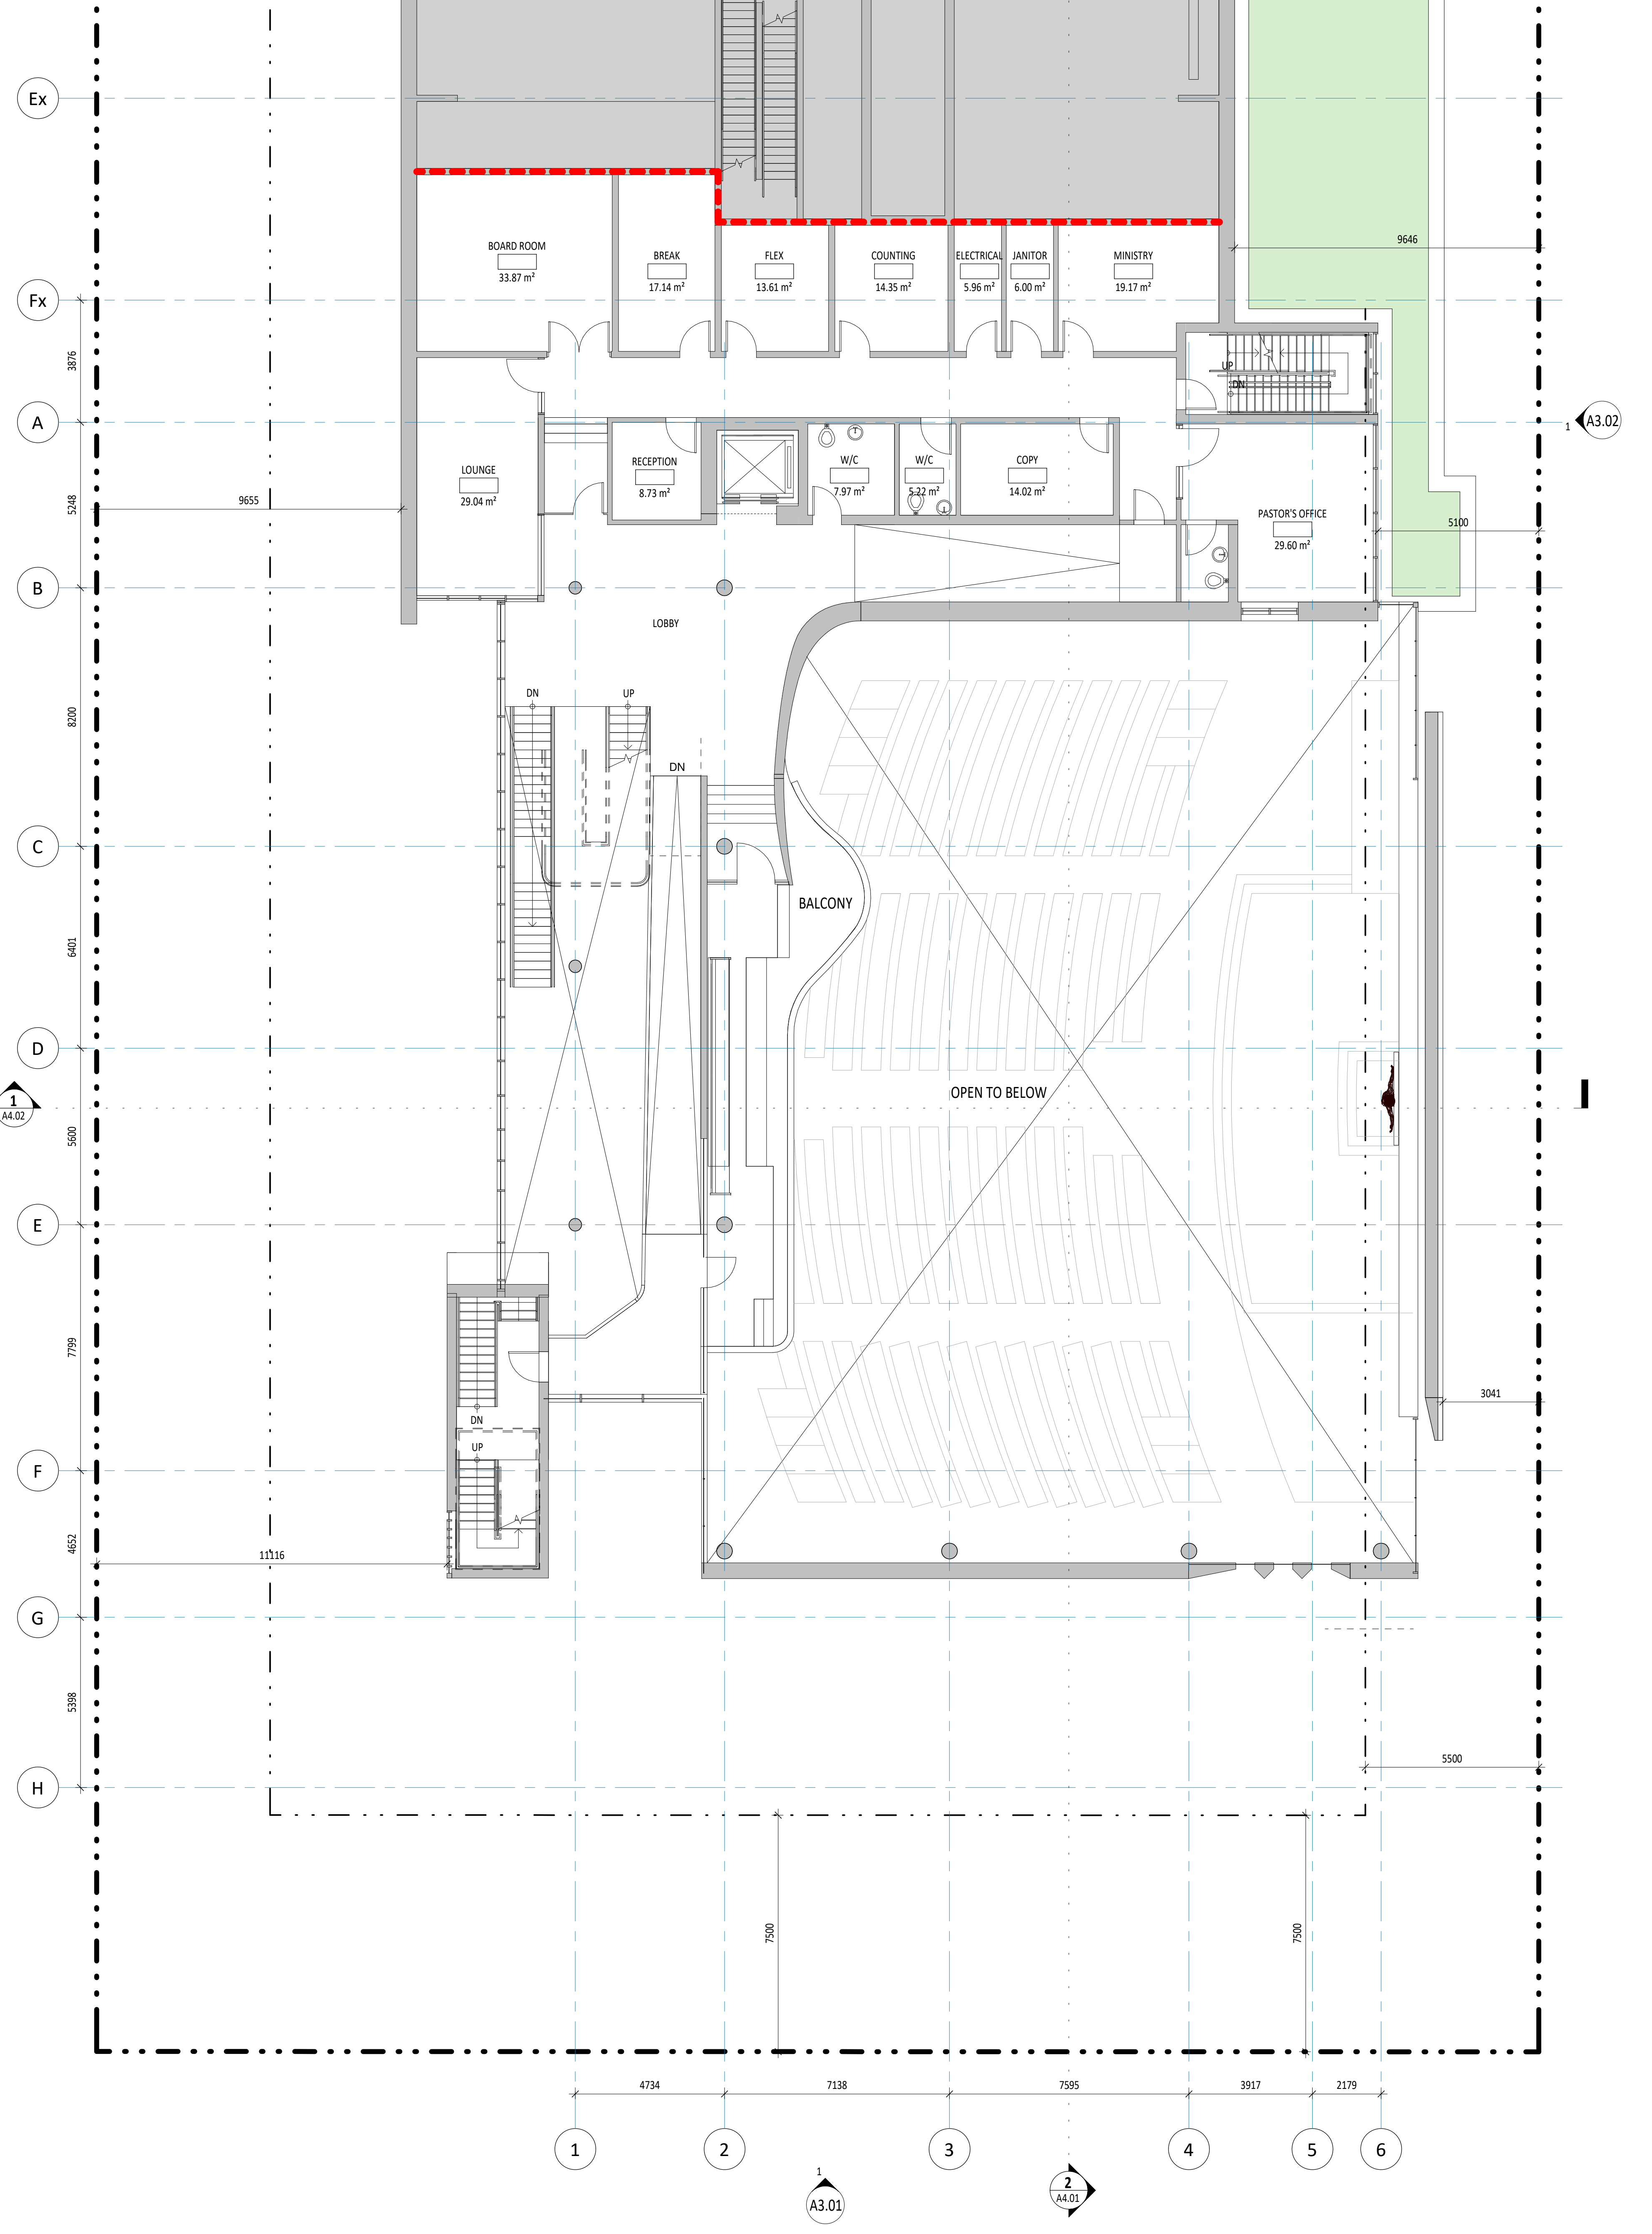 Ex
9646
BOARD ROOM
33.87 m²
BREAK
17.14 m²
FLEX
13.61 m²
COUNTING
14.35 m²
ELECTRICAL
5.96 m²
JANITOR
6.00 m²
MINISTRY
19.17 m²
Fx
3876
UP
DN
A
1
A3.02
LOUNGE
29.04 m²
RECEPTION
8.73 m²
W/C
7.97 m²
W/C
5.22 m²
COPY
14.02 m²
9655
5248
PASTOR'S OFFICE
29.60 m²
5100
B
LOBBY
DN
UP
8200
DN
C
BALCONY
6401
D
OPEN TO BELOW
1
A4.02
5600
E
7799
3041
DN
UP
F
4652
11116
G
5398
5500
H
7500
7500
4734
7138
7595
3917
2179
1
2
3
4
5
6
1
A3.01
2
A4.01